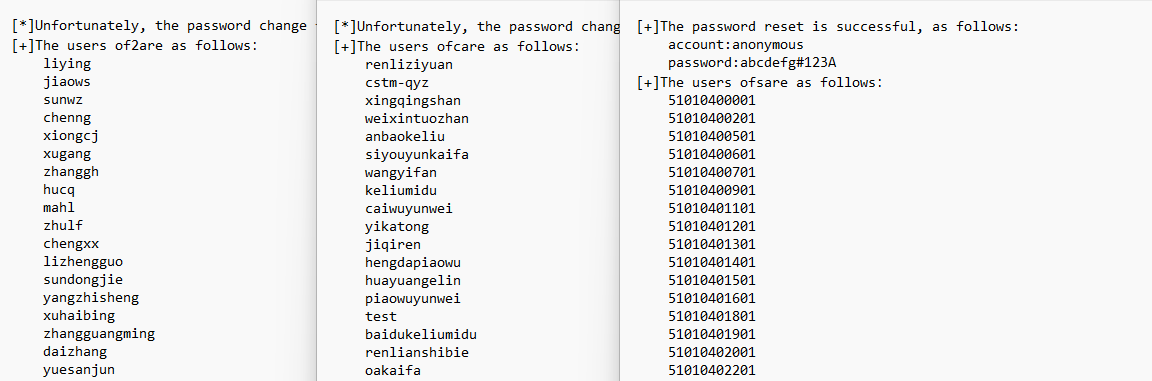 [*]Unfortunately, the password change
[+]The users of2are as follows:
liying
jiaows
sunwz
chenng
xiongcj
xugang
zhanggh
hucq
mahl
zhulf
chengxx
lizhengguo
sundongjie
yangzhisheng
xuhaibing
zhangguangming
daizhang
yuesanjun
[*]Unfortunately, the password chang
[+]The users ofcare as follows:
renliziyuan
cstm-qyz
xingqingshan
weixintuozhan
anbaokeliu
siyouyunkaifa
wangyifan
keliumidu
caiwuyunwei
yikatong
jiqiren
hengdapiaowu
huayuangelin
piaowuyunwei
test
baidukeliumidu
renlianshibie
oakaifa
[+]The password reset is successful, as follows:
account:anonymous
password:abcdefg#123A
[+]The users ofsare as follows:
51010400001
51010400201
51010400501
51010400601
51010400701
51010400901
51010401101
51010401201
51010401301
51010401401
51010401501
51010401601
51010401801
51010401901
51010402001
51010402201